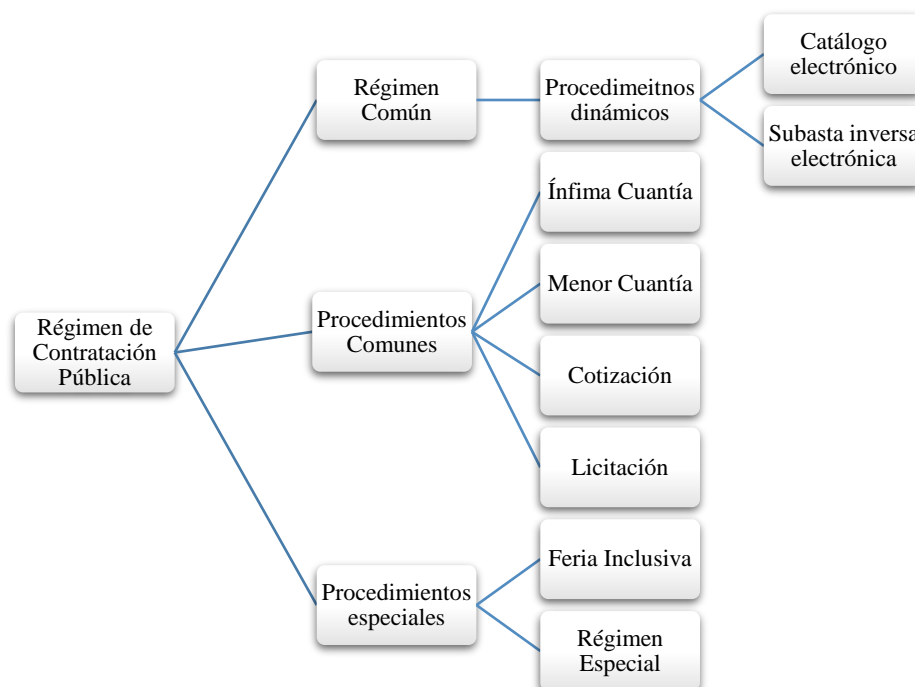 Régimen de
Contratación
Pública
Régimen
Común
Procedimeitnos
dinámicos
Catálogo
electrónico
Subasta inversa
electrónica
Procedimientos
Comunes
Ínfima Cuantía
Menor Cuantía
Cotización
Licitación
Procedimientos
especiales
Feria Inclusiva
Régimen
Especial